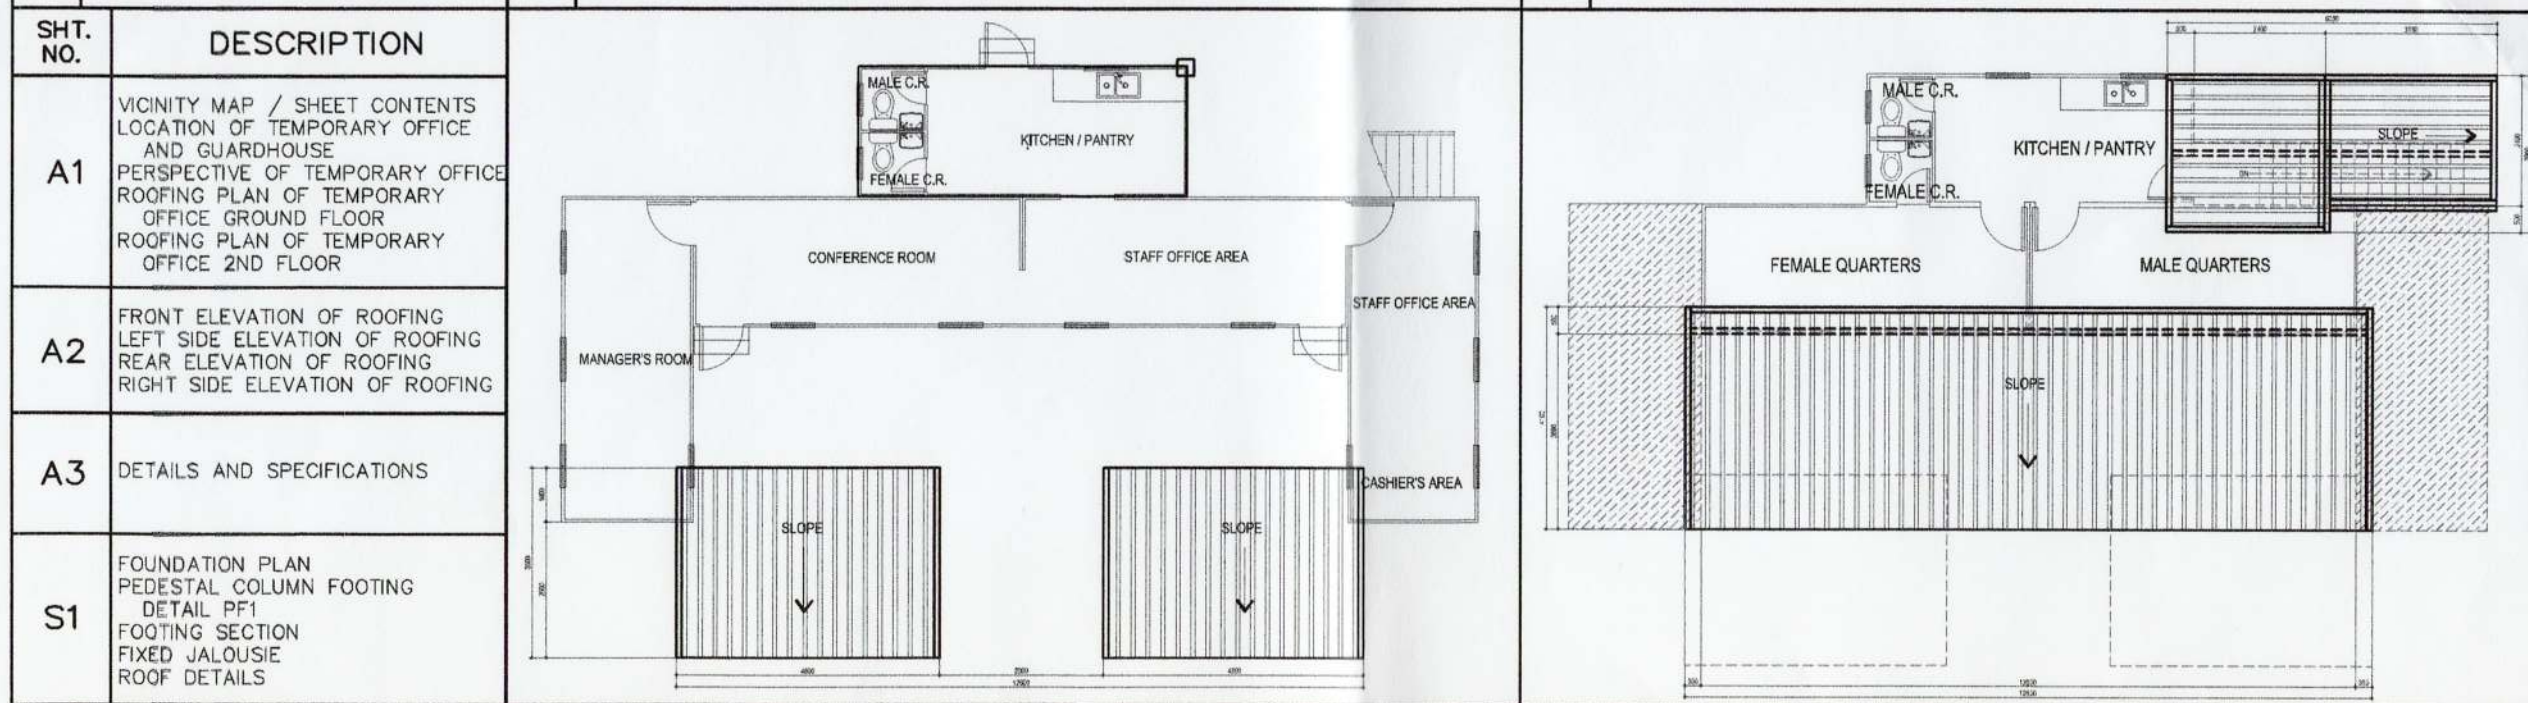 SHT. NO.
DESCRIPTION
A1
VICINITY MAP / SHEET CONTENTS
LOCATION OF TEMPORARY OFFICE
AND GUARDHOUSE
PERSPECTIVE OF TEMPORARY OFFICE
ROOFING PLAN OF TEMPORARY
OFFICE GROUND FLOOR
ROOFING PLAN OF TEMPORARY
OFFICE 2ND FLOOR
A2
FRONT ELEVATION OF ROOFING
LEFT SIDE ELEVATION OF ROOFING
REAR ELEVATION OF ROOFING
RIGHT SIDE ELEVATION OF ROOFING
A3
DETAILS AND SPECIFICATIONS
S1
FOUNDATION PLAN
PEDESTAL COLUMN FOOTING
DETAIL PF1
FOOTING SECTION
FIXED JALOUSIE
ROOF DETAILS
MALE C.R.
KITCHEN / PANTRY
FEMALE C.R.
CONFERENCE ROOM
STAFF OFFICE AREA
STAFF OFFICE AREA
MANAGER'S ROOM
CASHIER'S AREA
SLOPE
SLOPE
MALE C.R.
KITCHEN / PANTRY
FEMALE C.R.
SLOPE
DN
FEMALE QUARTERS
MALE QUARTERS
SLOPE